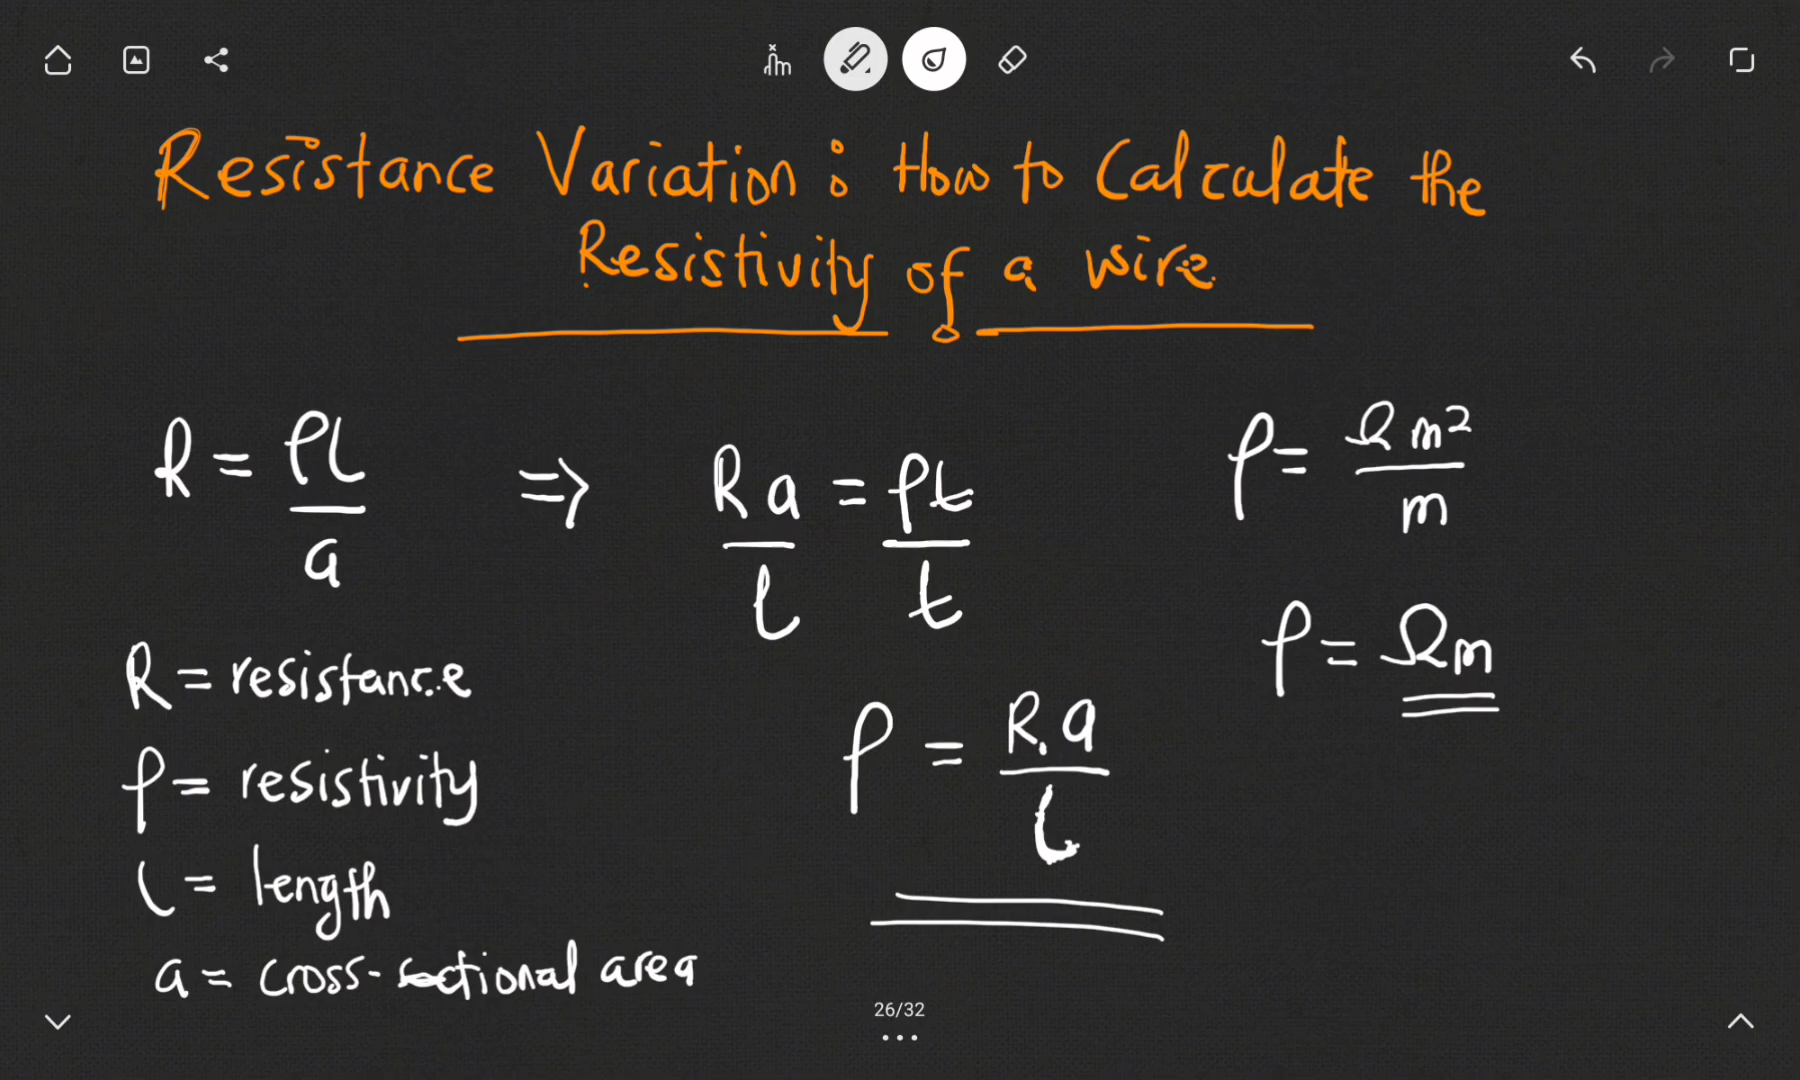 Resistance Variation: How to Calculate the
Resistivity of a wire
R = ρl/a ⇒ Ra/l = ρl/l
ρ = Ωm²/m
ρ = Ωm
ρ = R.a/l
R = resistance
ρ = resistivity
l = length
a = cross-sectional area
26/32